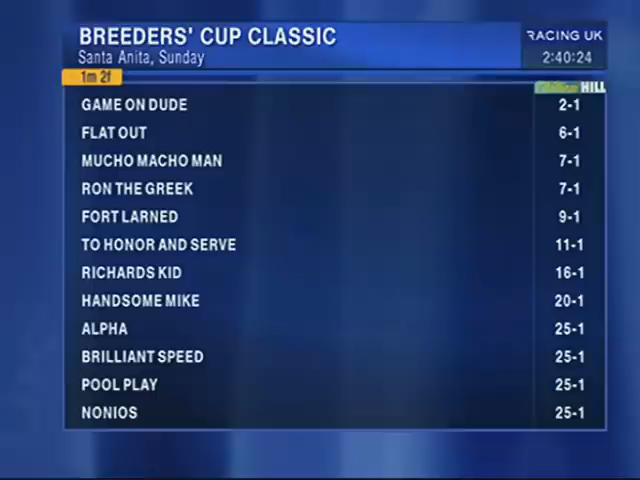 BREEDERS' CUP CLASSIC
Santa Anita, Sunday
RACING UK
2:40:24
1m 2f
HILL
GAME ON DUDE 2-1
FLAT OUT 6-1
MUCHO MACHO MAN 7-1
RON THE GREEK 7-1
FORT LARNED 9-1
TO HONOR AND SERVE 11-1
RICHARDS KID 16-1
HANDSOME MIKE 20-1
ALPHA 25-1
BRILLIANT SPEED 25-1
POOL PLAY 25-1
NONIOS 25-1